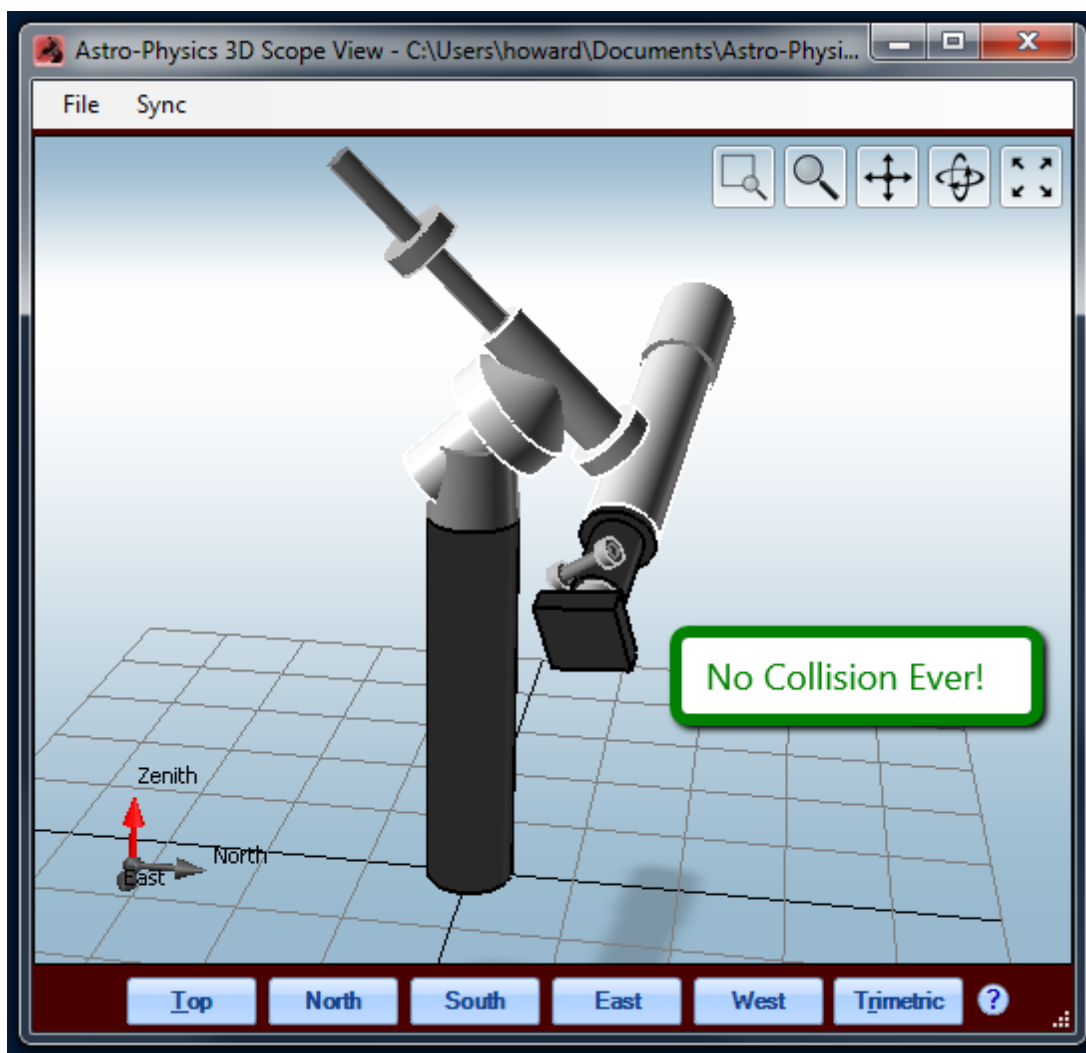 Astro-Physics 3D Scope View - C:\Users\howard\Documents\Astro-Physi...
File Sync
No Collision Ever!
Zenith
North
East
Top North South East West Trimetric ?